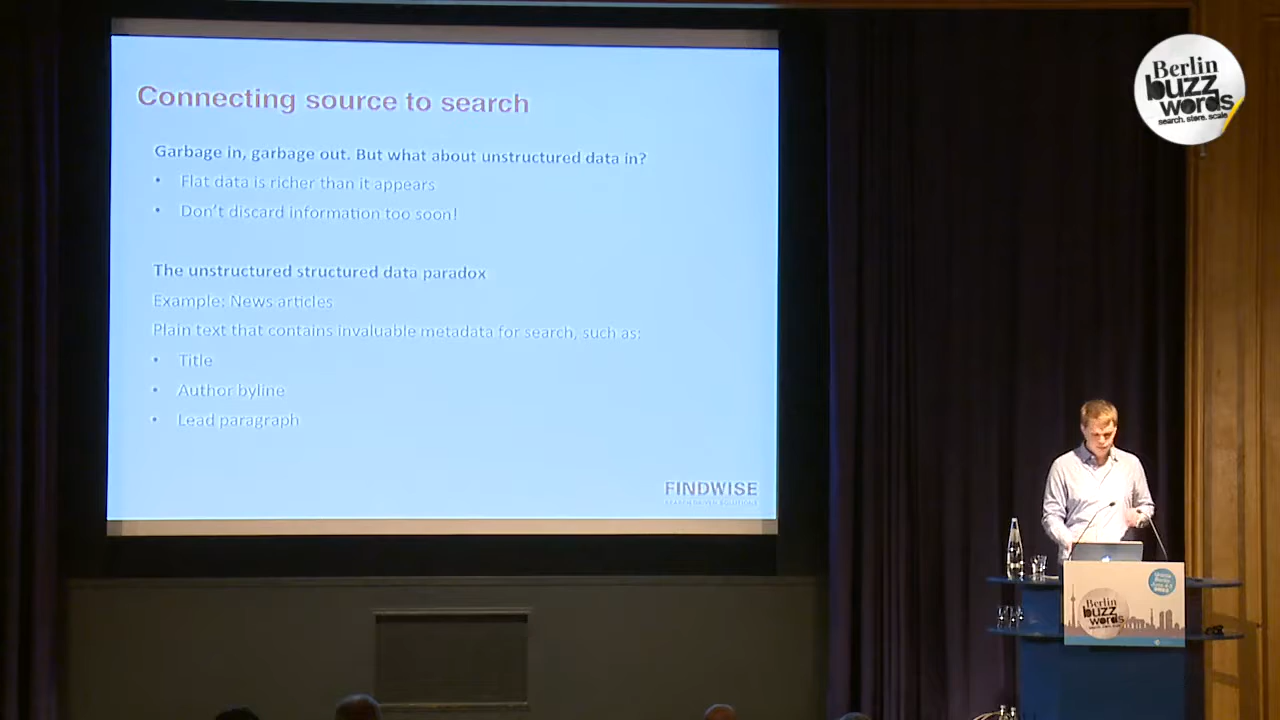 Connecting source to search
Garbage in, garbage out. But what about unstructured data in?
• Flat data is richer than it appears
• Don't discard information too soon!
The unstructured structured data paradox
Example: News articles
Plain text that contains invaluable metadata for search, such as:
• Title
• Author byline
• Lead paragraph
FINDWISE
SEARCH DRIVEN SOLUTIONS
Berlin
buzz
words
search. store. scale
Berlin
buzz
words